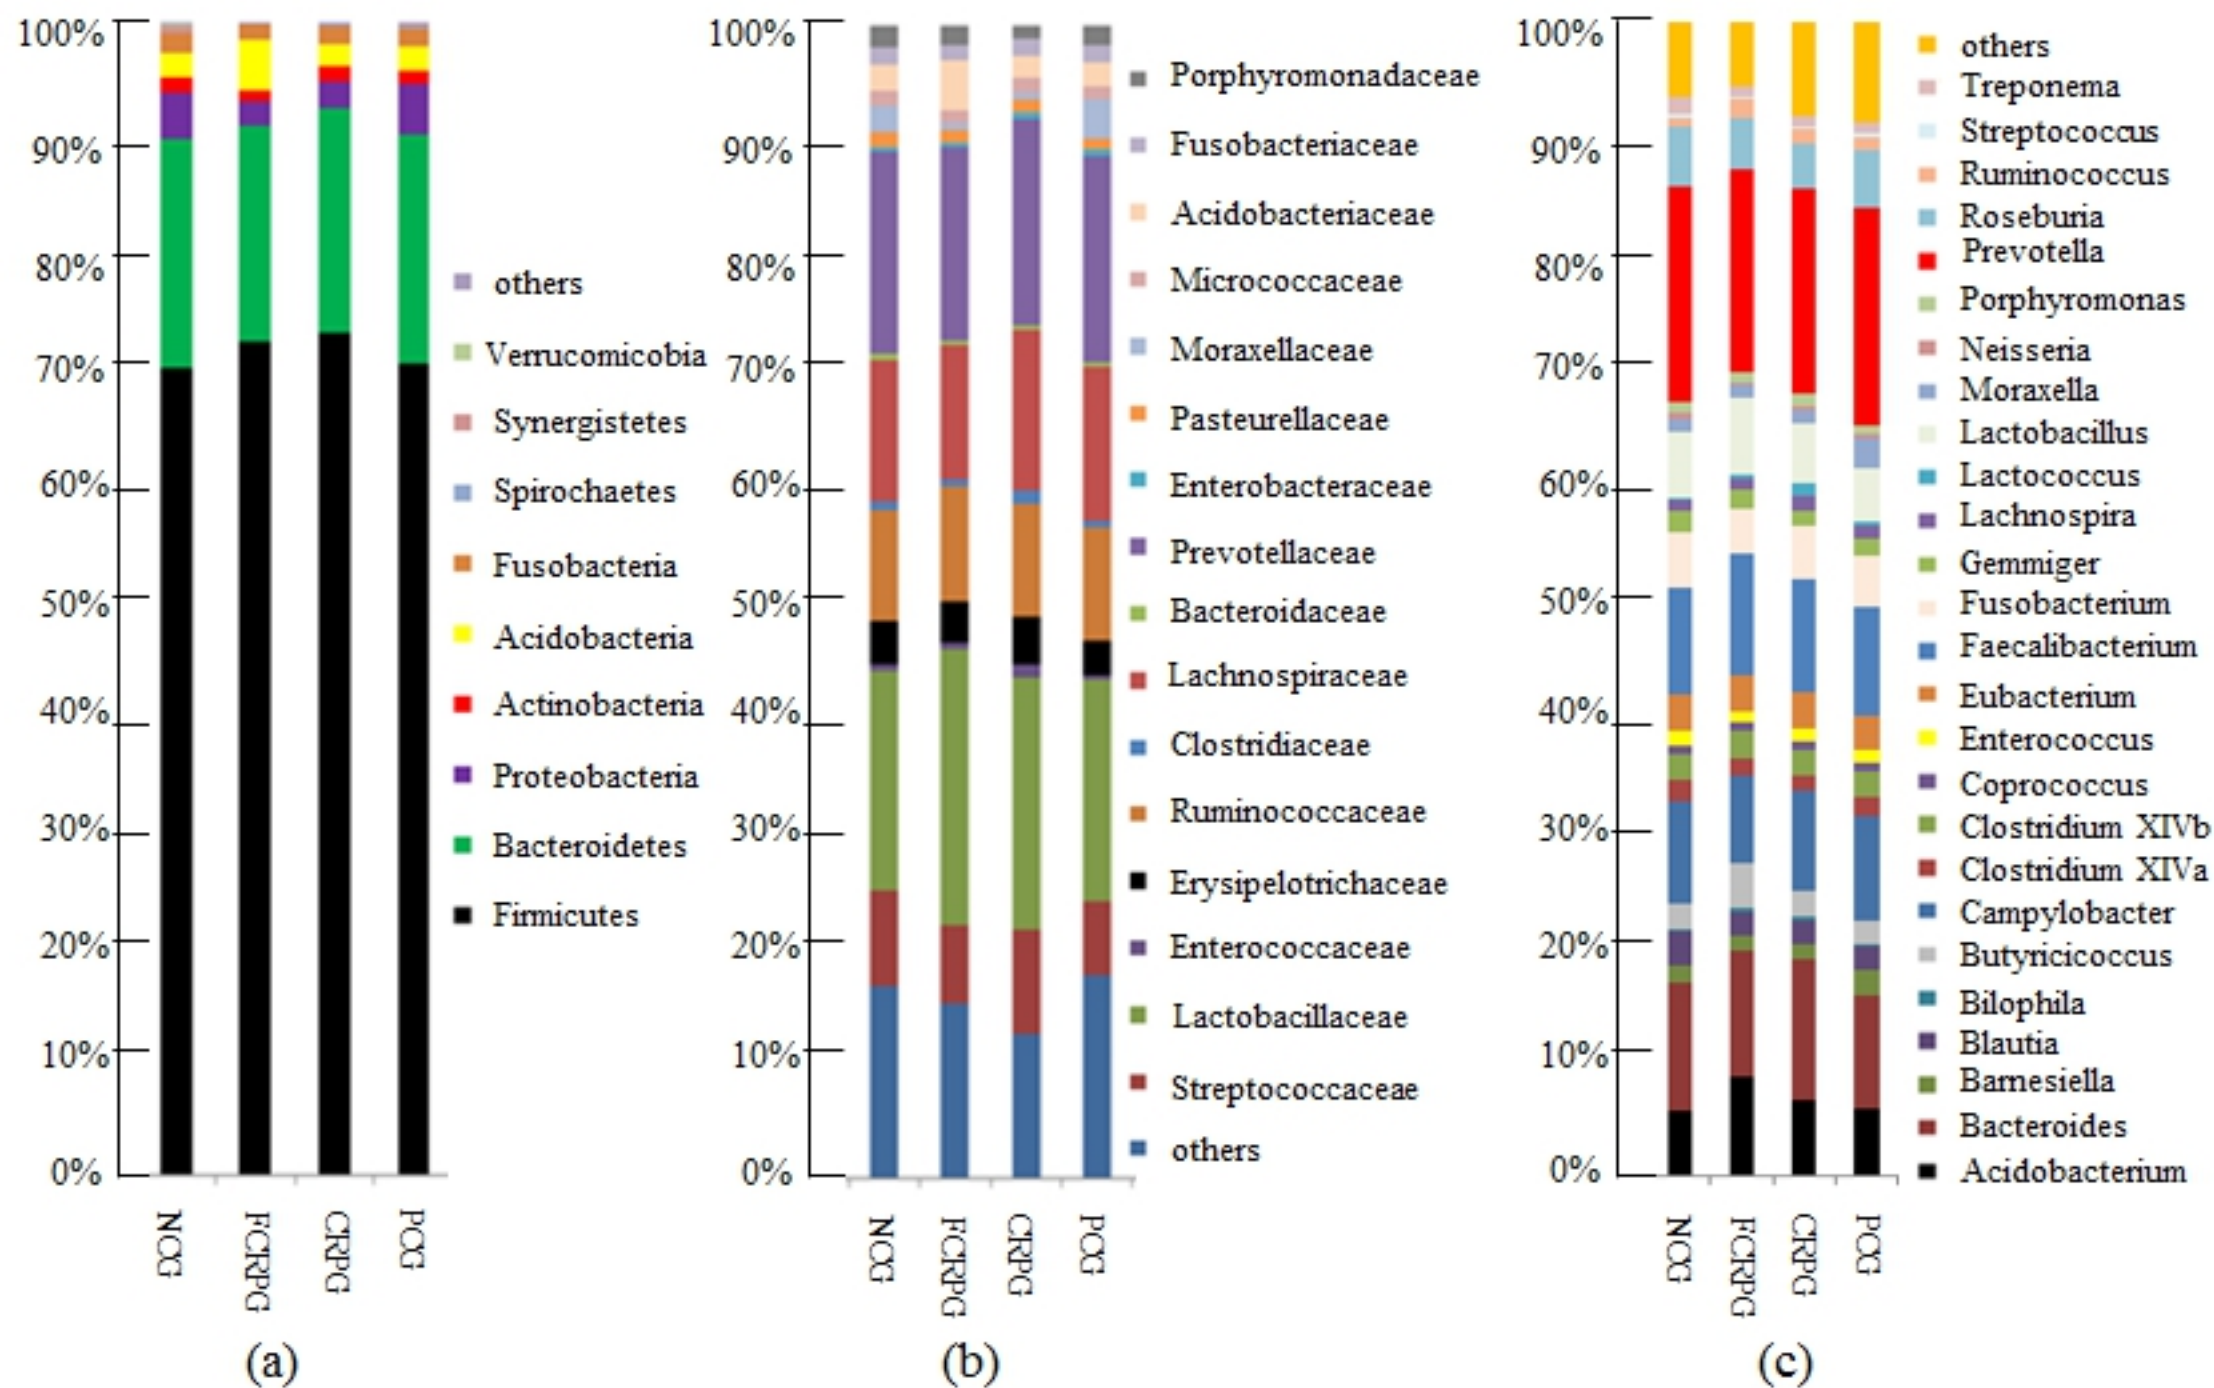 100%
90%
80%
70%
60%
50%
40%
30%
20%
10%
0%
NCG
FCRPG
CRPG
PCG
others
Verrucomicobia
Synergistetes
Spirochaetes
Fusobacteria
Acidobacteria
Actinobacteria
Proteobacteria
Bacteroidetes
Firmicutes
(a)
100%
90%
80%
70%
60%
50%
40%
30%
20%
10%
0%
NCG
FCRPG
CRPG
PCG
Porphyromonadaceae
Fusobacteriaceae
Acidobacteriaceae
Micrococcaceae
Moraxellaceae
Pasteurellaceae
Enterobacteraceae
Prevotellaceae
Bacteroidaceae
Lachnospiraceae
Clostridiaceae
Ruminococcaceae
Erysipelotrichaceae
Enterococcaceae
Lactobacillaceae
Streptococcaceae
others
(b)
100%
90%
80%
70%
60%
50%
40%
30%
20%
10%
0%
NCG
FCRPG
CRPG
PCG
others
Treponema
Streptococcus
Ruminococcus
Roseburia
Prevotella
Porphyromonas
Neisseria
Moraxella
Lactobacillus
Lactococcus
Lachnospira
Gemmiger
Fusobacterium
Faecalibacterium
Eubacterium
Enterococcus
Coprococcus
Clostridium XIVb
Clostridium XIVa
Campylobacter
Butyricicoccus
Bilophila
Blautia
Barnesiella
Bacteroides
Acidobacterium
(c)